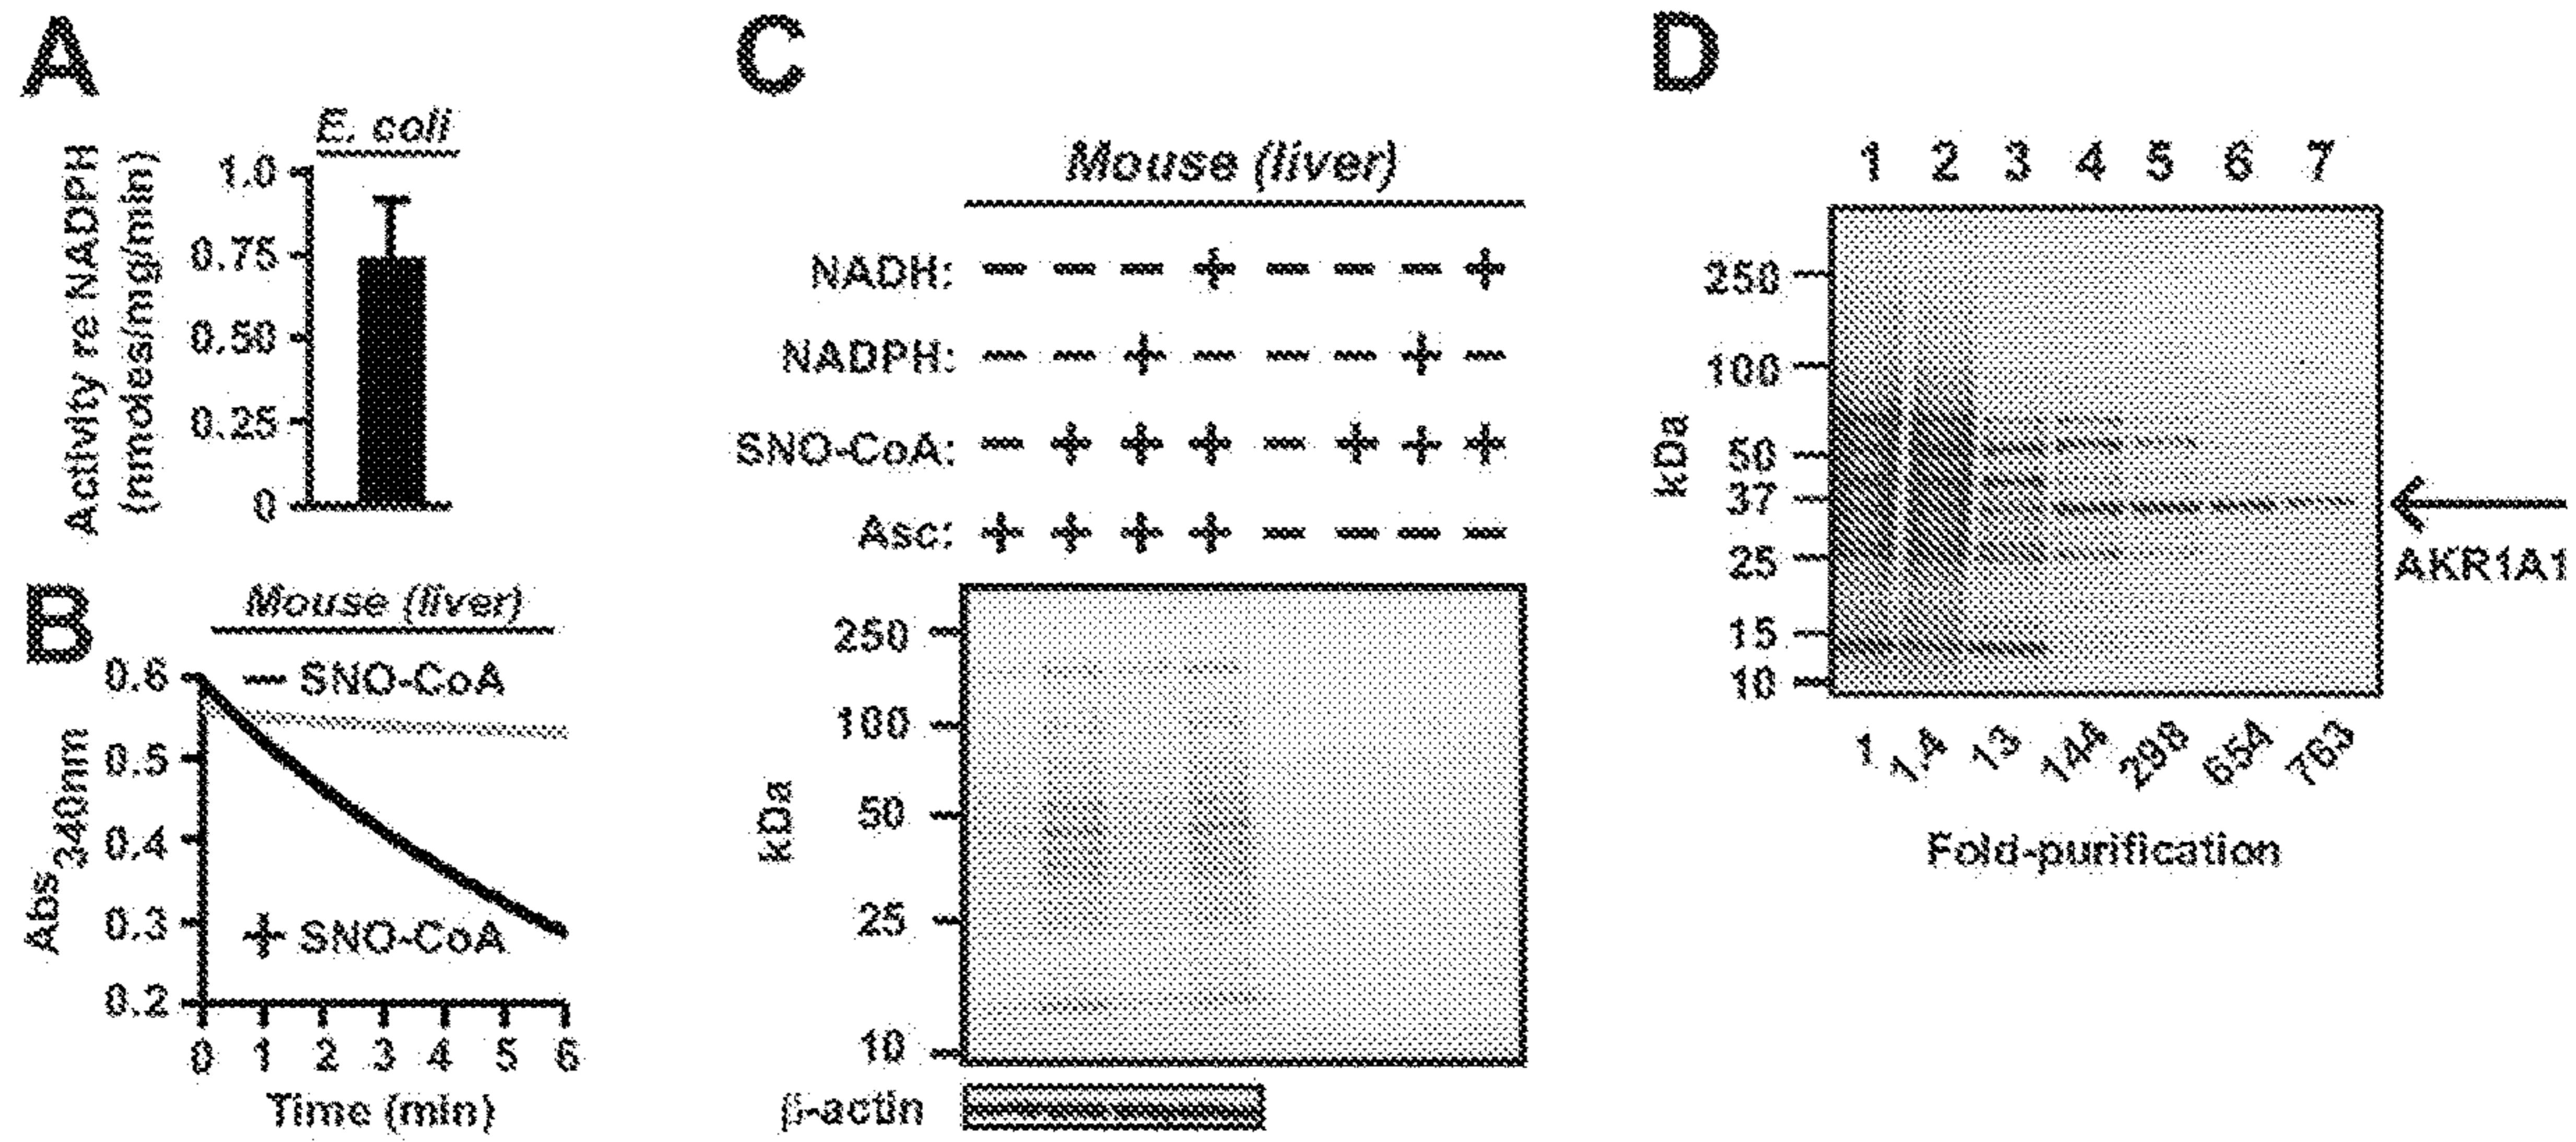 A
E. coli
Activity re NADPH
(nmoles/mg/min)
1.0
0.75
0.50
0.25
0
B
Mouse (liver)
− SNO-CoA
+ SNO-CoA
Abs340nm
0.6
0.5
0.4
0.3
0.2
0 1 2 3 4 5 6
Time (min)
C
Mouse (liver)
NADH: − − − + − − − +
NADPH: − − + − − − + −
SNO-CoA: − + + + − + + +
Asc: + + + + − − − −
kDa
250
100
50
25
10
β-actin
D
1 2 3 4 5 6 7
kDa
250
100
50
37
25
15
10
AKR1A1
1 1.4 13 144 298 654 763
Fold-purification